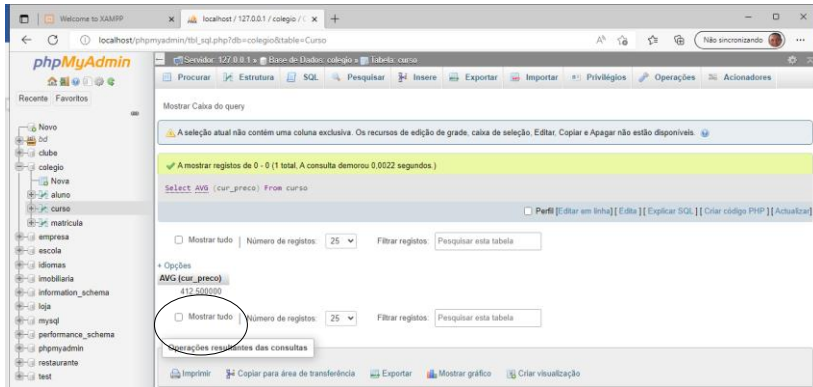 Welcome to XAMPP
localhost / 127.0.0.1 / colegio / C
localhost/phpmyadmin/tbl_sql.php?db=colegio&table=Curso
Não sincronizando
phpMyAdmin
Recente Favoritos
Novo
bd
clube
colegio
Nova
aluno
curso
matricula
empresa
escola
idiomas
imobiliaria
information_schema
loja
mysql
performance_schema
phpmyadmin
restaurante
test
Servidor: 127.0.0.1 » Base de Dados: colegio » Tabela: curso
Procurar Estrutura SQL Pesquisar Insere Exportar Importar Privilégios Operações Acionadores
Mostrar Caixa do query
A seleção atual não contém uma coluna exclusiva. Os recursos de edição de grade, caixa de seleção, Editar, Copiar e Apagar não estão disponíveis.
A mostrar registos de 0 - 0 (1 total, A consulta demorou 0,0022 segundos.)
Select AVG (cur_preco) From curso
Perfil [Editar em linha] [ Edita ] [ Explicar SQL ] [ Criar código PHP ] [ Actualizar]
Mostrar tudo | Número de registos: 25 Filtrar registos: Pesquisar esta tabela
+ Opções
AVG (cur_preco)
412.500000
Mostrar tudo | Número de registos: 25 Filtrar registos: Pesquisar esta tabela
Operações resultantes das consultas
Imprimir Copiar para área de transferência Exportar Mostrar gráfico Criar visualização